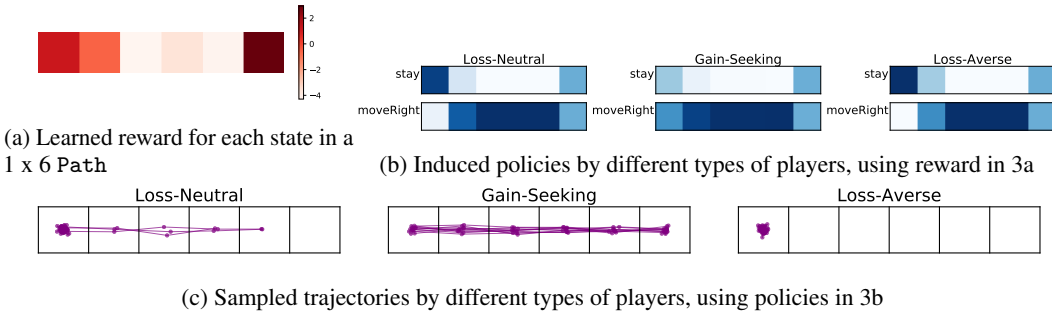 2
0
−2
−4
(a) Learned reward for each state in a
1 x 6 Path
Loss-Neutral
Gain-Seeking
Loss-Averse
stay
stay
stay
moveRight
moveRight
moveRight
(b) Induced policies by different types of players, using reward in 3a
Loss-Neutral
Gain-Seeking
Loss-Averse
(c) Sampled trajectories by different types of players, using policies in 3b